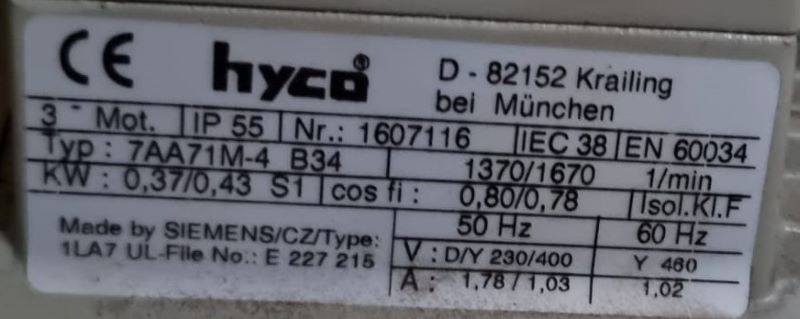 CE hyco® D - 82152 Krailing
bei München
3 ~ Mot. IP 55 Nr.: 1607116 IEC 38 EN 60034
Typ : 7AA71M-4 B34 1370/1670 1/min
KW : 0,37/0,43 S1 cos fi : 0,80/0,78 Isol.Kl.F
Made by SIEMENS/CZ/Type: 50 Hz 60 Hz
1LA7 UL-File No.: E 227 215 V : D/Y 230/400 Y 460
A : 1,78 / 1,03 1,02